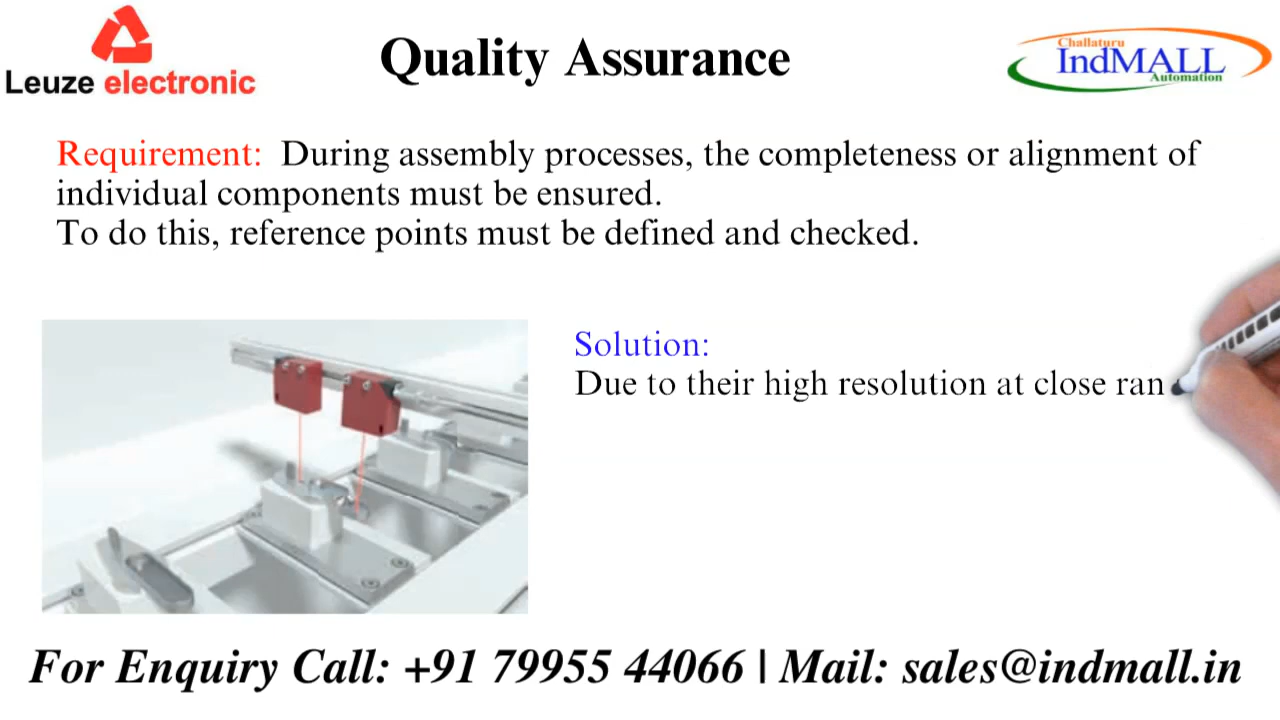 Leuze electronic
Quality Assurance
Challaturu
IndMALL
Automation
Requirement: During assembly processes, the completeness or alignment of
individual components must be ensured.
To do this, reference points must be defined and checked.
Solution:
Due to their high resolution at close ran
For Enquiry Call: +91 79955 44066 | Mail: sales@indmall.in